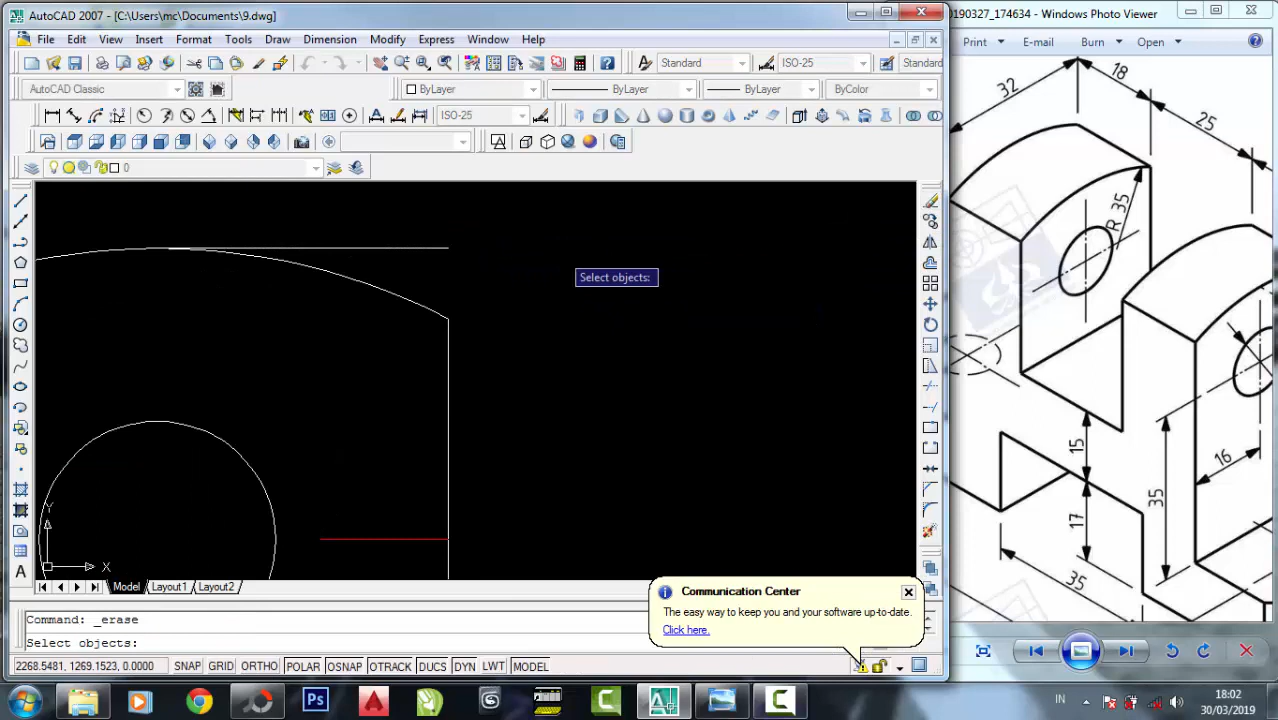 AutoCAD 2007 - [C:\Users\mc\Documents\9.dwg]
File Edit View Insert Format Tools Draw Dimension Modify Express Window Help
Standard ISO-25 Standard
AutoCAD Classic ByLayer ByLayer ByLayer ByColor
ISO-25
0
Select objects:
Y
X
Model Layout1 Layout2
Command: _erase
Select objects:
Communication Center
The easy way to keep you and your software up-to-date.
Click here.
2268.5481, 1269.1523, 0.0000 SNAP GRID ORTHO POLAR OSNAP OTRACK DUCS DYN LWT MODEL
0190327_174634 - Windows Photo Viewer
Print E-mail Burn Open
32
18
25
R 35
15
16
35
17
35
IN 18:02
30/03/2019